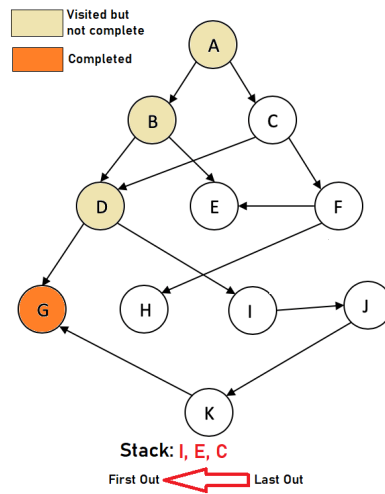 Visited but
not complete
Completed
A
B
C
D
E
F
G
H
I
J
K
Stack: I, E, C
First Out
Last Out